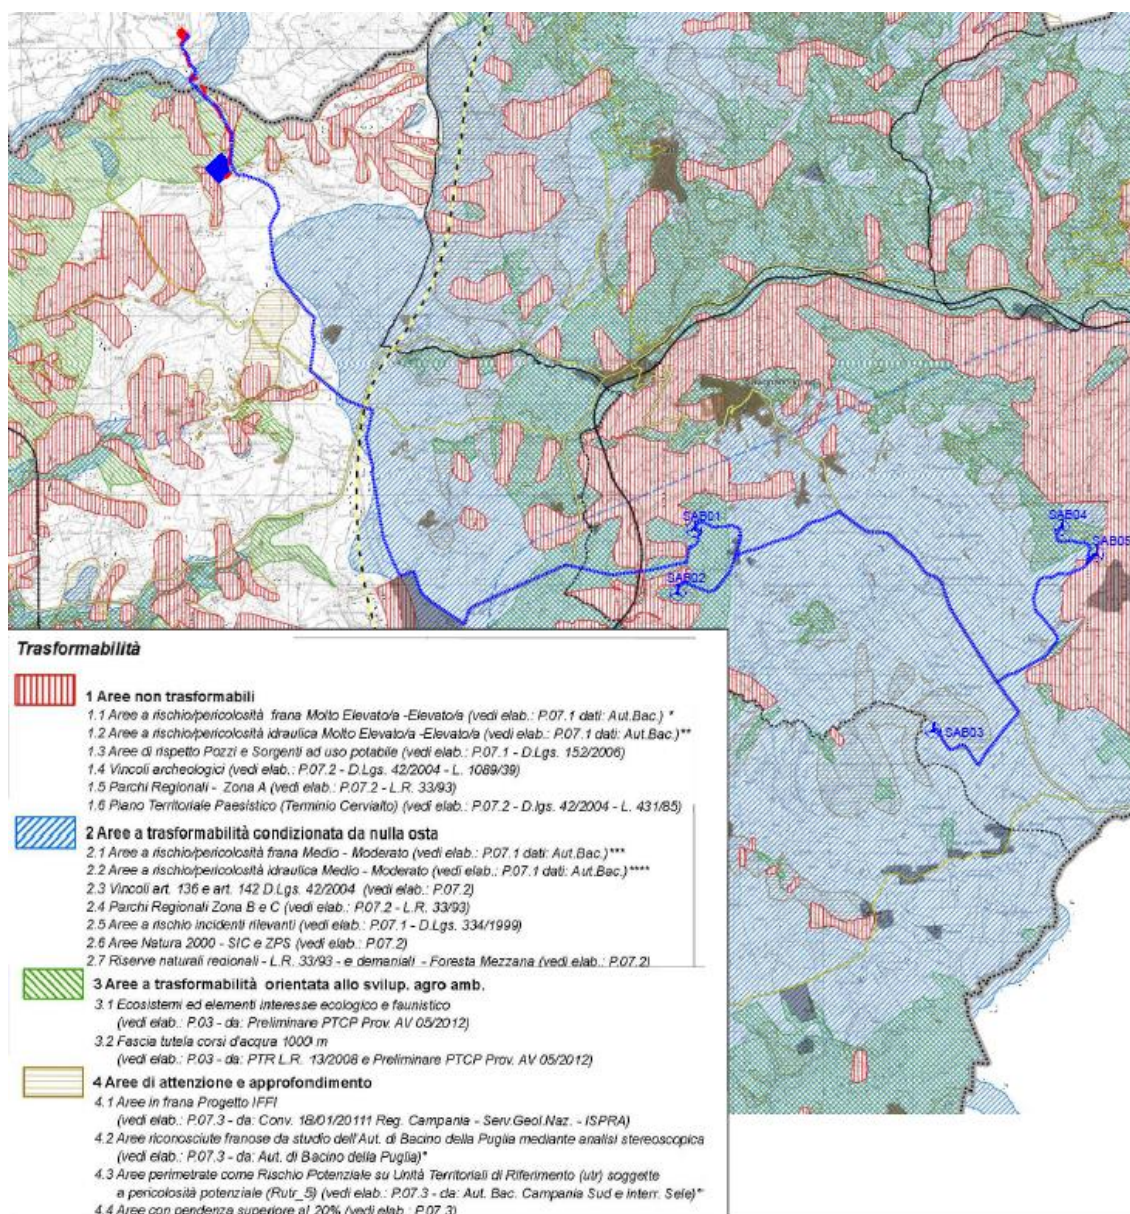 SAB01
SAB04
SAB05
SAB02
SAB03
Trasformabilità
1 Aree non trasformabili
1.1 Aree a rischio/pericolosità frana Molto Elevato/a -Elevato/a (vedi elab.: P.07.1 dati: Aut.Bac.) *
1.2 Aree a rischio/pericolosità idraulica Molto Elevato/a -Elevato/a (vedi elab.: P.07.1 dati: Aut.Bac.)**
1.3 Aree di rispetto Pozzi e Sorgenti ad uso potabile (vedi elab.: P.07.1 - D.Lgs. 152/2006)
1.4 Vincoli archeologici (vedi elab.: P.07.2 - D.Lgs. 42/2004 - L. 1089/39)
1.5 Parchi Regionali - Zona A (vedi elab.: P.07.2 - L.R. 33/93)
1.6 Piano Territoriale Paesistico (Terminio Cervialto) (vedi elab.: P.07.2 - D.lgs. 42/2004 - L. 431/85)
2 Aree a trasformabilità condizionata da nulla osta
2.1 Aree a rischio/pericolosità frana Medio - Moderato (vedi elab.: P.07.1 dati: Aut.Bac.)***
2.2 Aree a rischio/pericolosità idraulica Medio - Moderato (vedi elab.: P.07.1 dati: Aut.Bac.)****
2.3 Vincoli art. 136 e art. 142 D.Lgs. 42/2004 (vedi elab.: P.07.2)
2.4 Parchi Regionali Zona B e C (vedi elab.: P.07.2 - L.R. 33/93)
2.5 Aree a rischio incidenti rilevanti (vedi elab.: P.07.1 - D.Lgs. 334/1999)
2.6 Aree Natura 2000 - SIC e ZPS (vedi elab.: P.07.2)
2.7 Riserve naturali regionali - L.R. 33/93 - e demaniali - Foresta Mezzana (vedi elab.: P.07.2)
3 Aree a trasformabilità orientata allo svilup. agro amb.
3.1 Ecosistemi ed elementi interesse ecologico e faunistico
(vedi elab.: P.03 - da: Preliminare PTCP Prov. AV 05/2012)
3.2 Fascia tutela corsi d'acqua 1000 m
(vedi elab.: P.03 - da: PTR L.R. 13/2008 e Preliminare PTCP Prov. AV 05/2012)
4 Aree di attenzione e approfondimento
4.1 Aree in frana Progetto IFFI
(vedi elab.: P.07.3 - da: Conv. 18/01/20111 Reg. Campania - Serv.Geol.Naz. - ISPRA)
4.2 Aree riconosciute franose da studio dell'Aut. di Bacino della Puglia mediante analisi stereoscopica
(vedi elab.: P.07.3 - da: Aut. di Bacino della Puglia)*
4.3 Aree perimetrate come Rischio Potenziale su Unità Territoriali di Riferimento (utr) soggette
a pericolosità potenziale (Rutr_5) (vedi elab.: P.07.3 - da: Aut. Bac. Campania Sud e interr. Sele)*
4.4 Aree con pendenza superiore al 20% (vedi elab.: P.07.3)